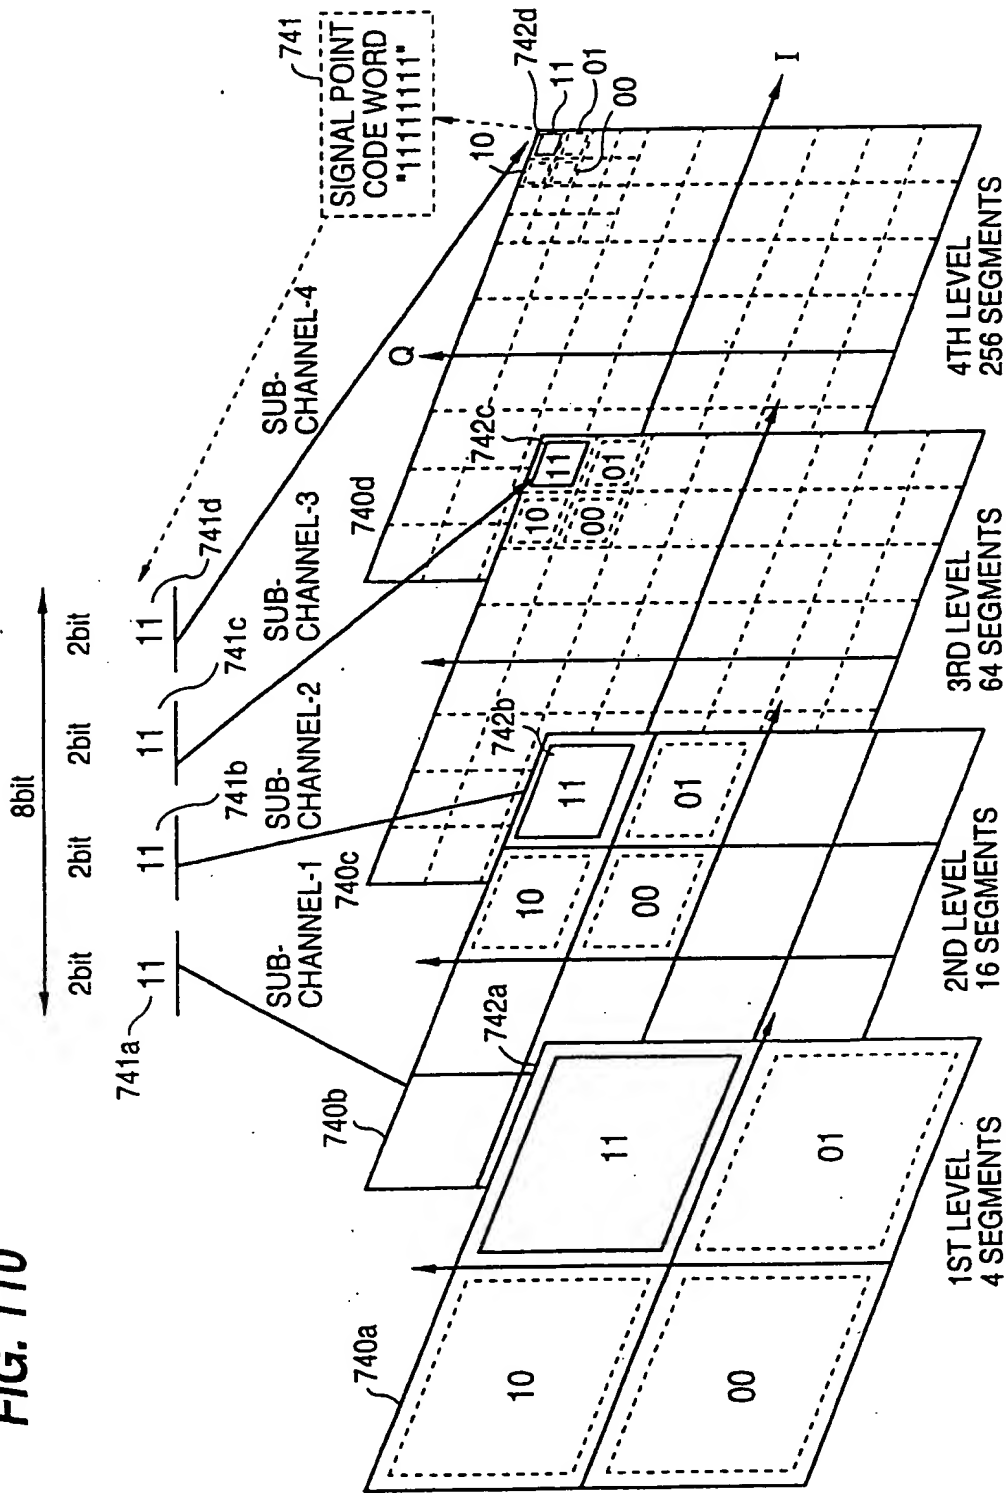 FIG. 110
8bit
2bit
2bit
2bit
2bit
741a
11
11
741b
11
741c
11
741d
SUB-
CHANNEL-1
SUB-
CHANNEL-2
SUB-
CHANNEL-3
SUB-
CHANNEL-4
741
SIGNAL POINT
CODE WORD
"11111111"
740a
10
11
00
01
742a
1ST LEVEL
4 SEGMENTS
740b
10
11
00
01
742b
2ND LEVEL
16 SEGMENTS
740c
10
11
00
01
742c
3RD LEVEL
64 SEGMENTS
740d
Q
I
10
742d
11
01
00
4TH LEVEL
256 SEGMENTS